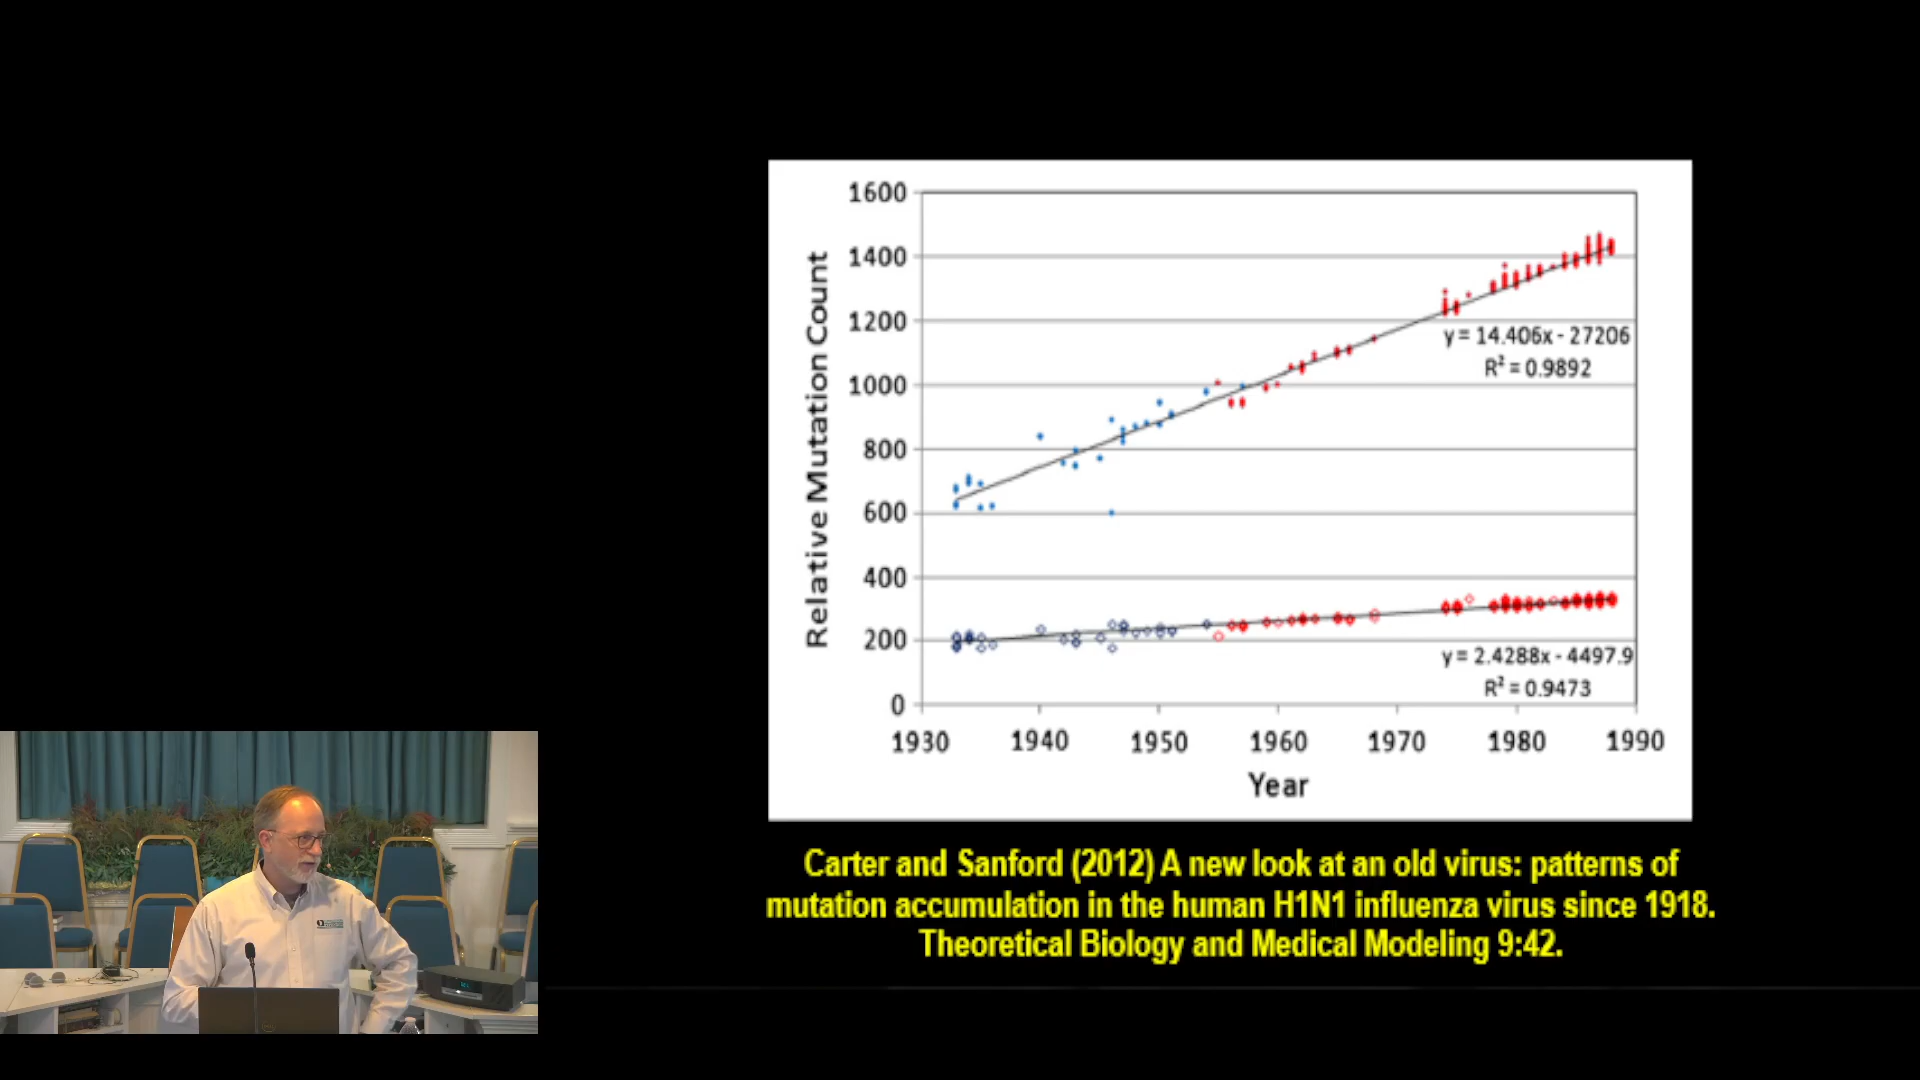 1600
1400
1200
1000
800
600
400
200
0
Relative Mutation Count
y = 14.406x - 27206
R² = 0.9892
y = 2.4288x - 4497.9
R² = 0.9473
1930 1940 1950 1960 1970 1980 1990
Year
Carter and Sanford (2012) A new look at an old virus: patterns of
mutation accumulation in the human H1N1 influenza virus since 1918.
Theoretical Biology and Medical Modeling 9:42.